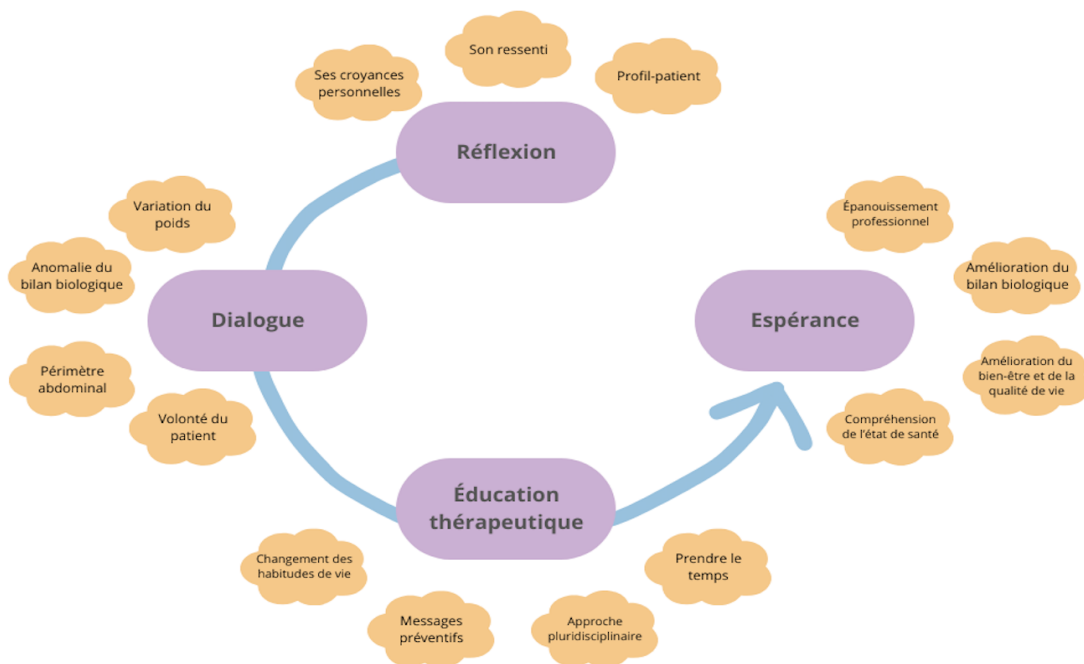 Son ressenti
Ses croyances
personnelles
Profil-patient
Réflexion
Variation du
poids
Anomalie du
bilan biologique
Dialogue
Périmètre
abdominal
Volonté du
patient
Éducation
thérapeutique
Changement des
habitudes de vie
Messages
préventifs
Approche
pluridisciplinaire
Prendre le
temps
Espérance
Épanouissement
professionnel
Amélioration du
bilan biologique
Amélioration du
bien-être et de la
qualité de vie
Compréhension
de l'état de santé